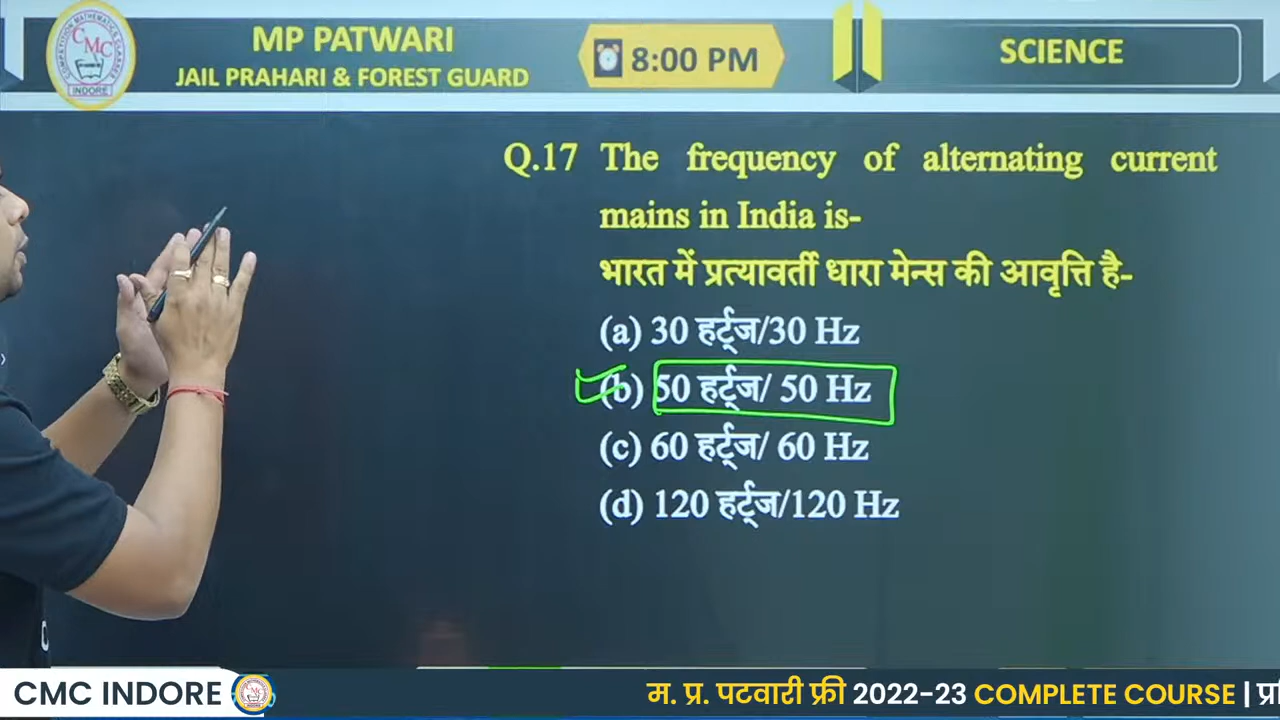 MP PATWARI
JAIL PRAHARI & FOREST GUARD
8:00 PM
SCIENCE
CMC
INDORE
Q.17 The frequency of alternating current
mains in India is-
भारत में प्रत्यावर्ती धारा मेन्स की आवृत्ति है-
(a) 30 हर्ट्ज/30 Hz
(b) 50 हर्ट्ज/ 50 Hz
(c) 60 हर्ट्ज/ 60 Hz
(d) 120 हर्ट्ज/120 Hz
CMC INDORE
म. प्र. पटवारी फ्री 2022-23 COMPLETE COURSE |